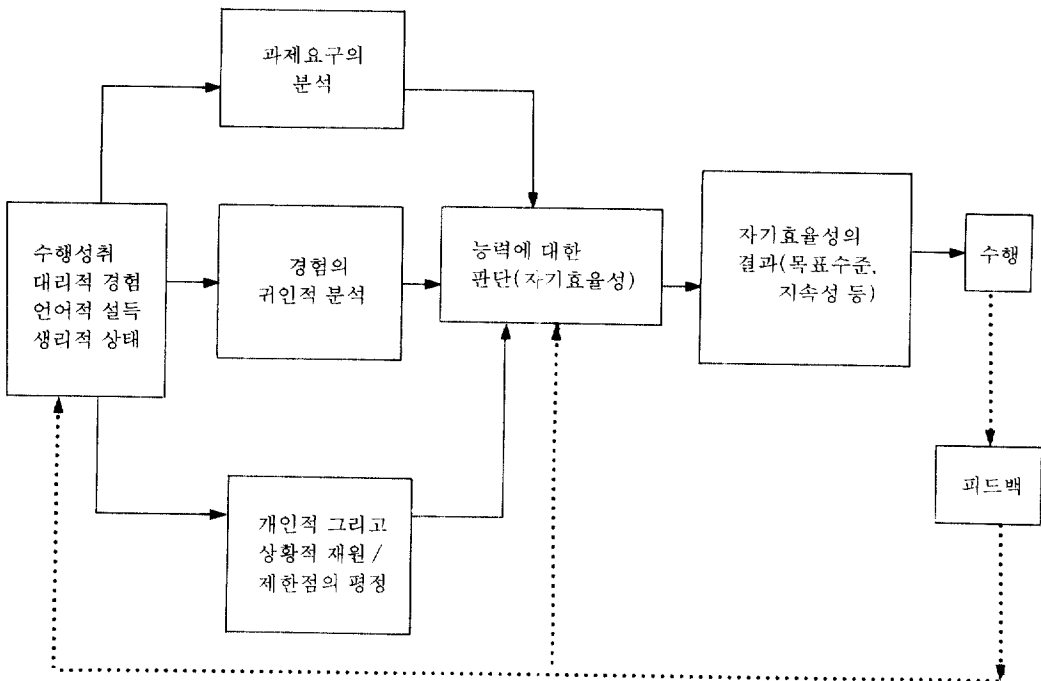 과제요구의
분석
수행성취
대리적 경험
언어적 설득
생리적 상태
경험의
귀인적 분석
개인적 그리고
상황적 재원 /
제한점의 평정
능력에 대한
판단(자기효율성)
자기효율성의
결과(목표수준,
지속성 등)
수행
피드백